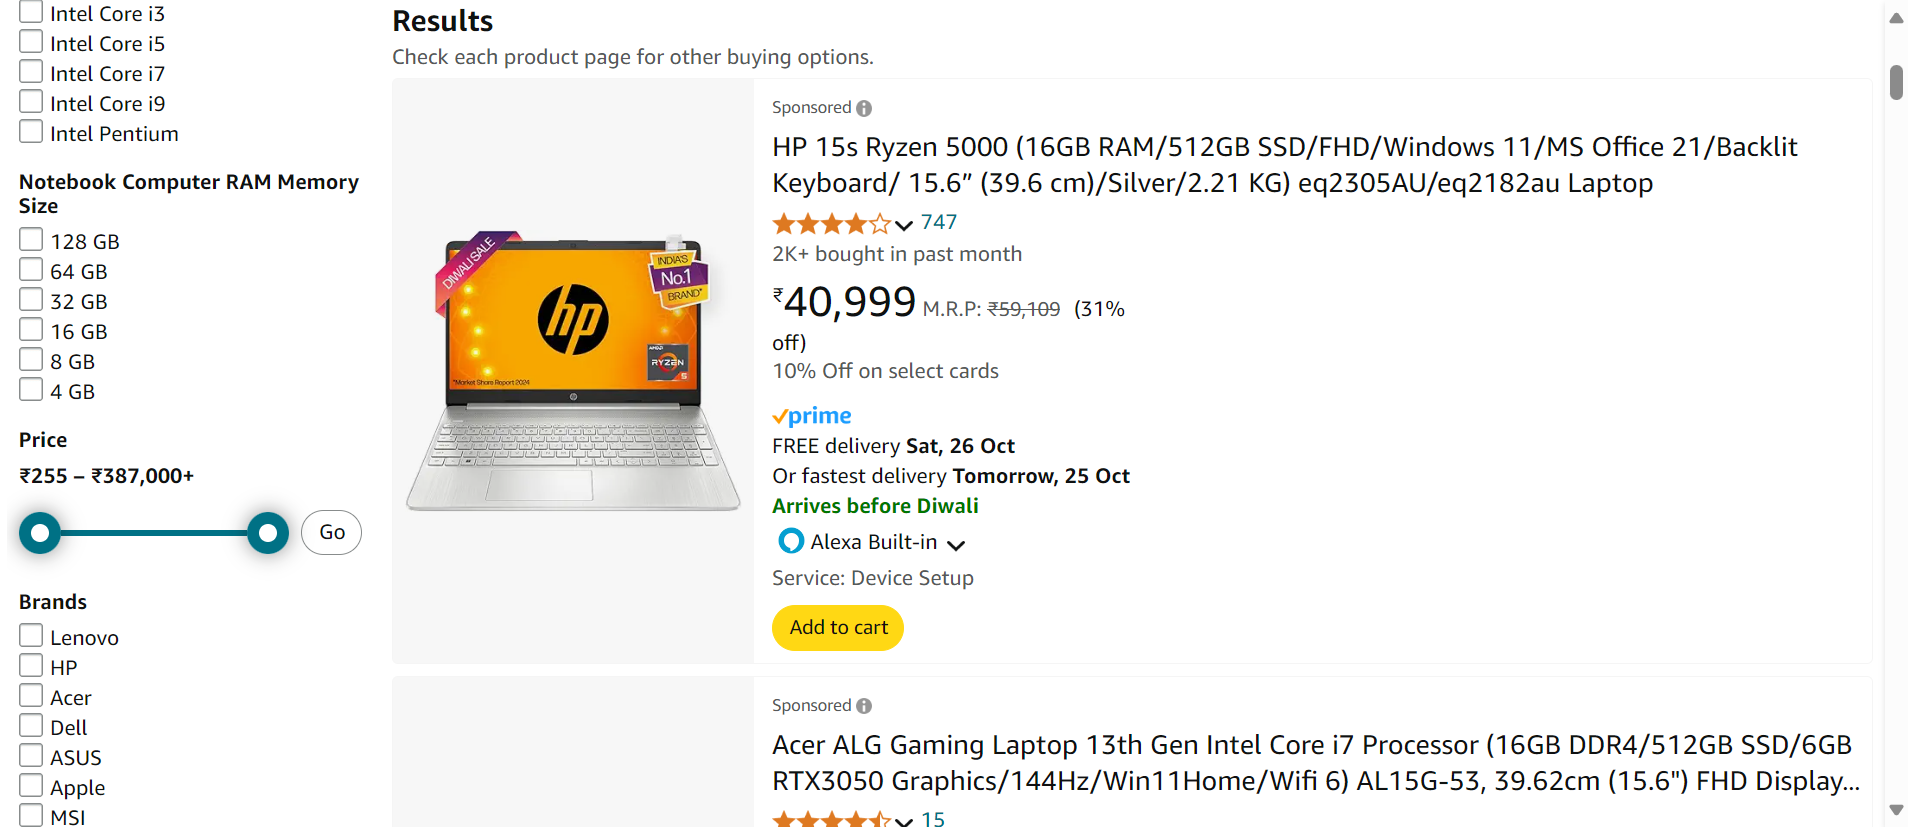 Intel Core i3
Intel Core i5
Intel Core i7
Intel Core i9
Intel Pentium
Notebook Computer RAM Memory
Size
128 GB
64 GB
32 GB
16 GB
8 GB
4 GB
Price
₹255 – ₹387,000+
Go
Brands
Lenovo
HP
Acer
Dell
ASUS
Apple
MSI
Results
Check each product page for other buying options.
DIWALI SALE
INDIA'S
No.1
BRAND*
hp
AMD
RYZEN
5
*Market Share Report 2024
Sponsored
HP 15s Ryzen 5000 (16GB RAM/512GB SSD/FHD/Windows 11/MS Office 21/Backlit
Keyboard/ 15.6” (39.6 cm)/Silver/2.21 KG) eq2305AU/eq2182au Laptop
747
2K+ bought in past month
₹40,999 M.R.P: ₹59,109 (31%
off)
10% Off on select cards
prime
FREE delivery Sat, 26 Oct
Or fastest delivery Tomorrow, 25 Oct
Arrives before Diwali
Alexa Built-in
Service: Device Setup
Add to cart
Sponsored
Acer ALG Gaming Laptop 13th Gen Intel Core i7 Processor (16GB DDR4/512GB SSD/6GB
RTX3050 Graphics/144Hz/Win11Home/Wifi 6) AL15G-53, 39.62cm (15.6") FHD Display...
15